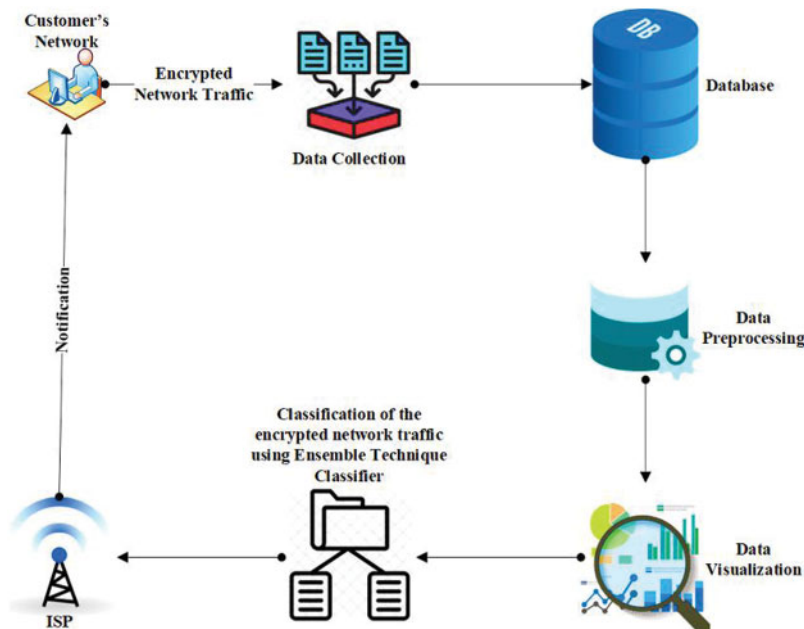 Customer's
Network
Encrypted
Network Traffic
Data Collection
DB
Database
Data
Preprocessing
Notification
Classification of the
encrypted network traffic
using Ensemble Technique
Classifier
Data
Visualization
ISP